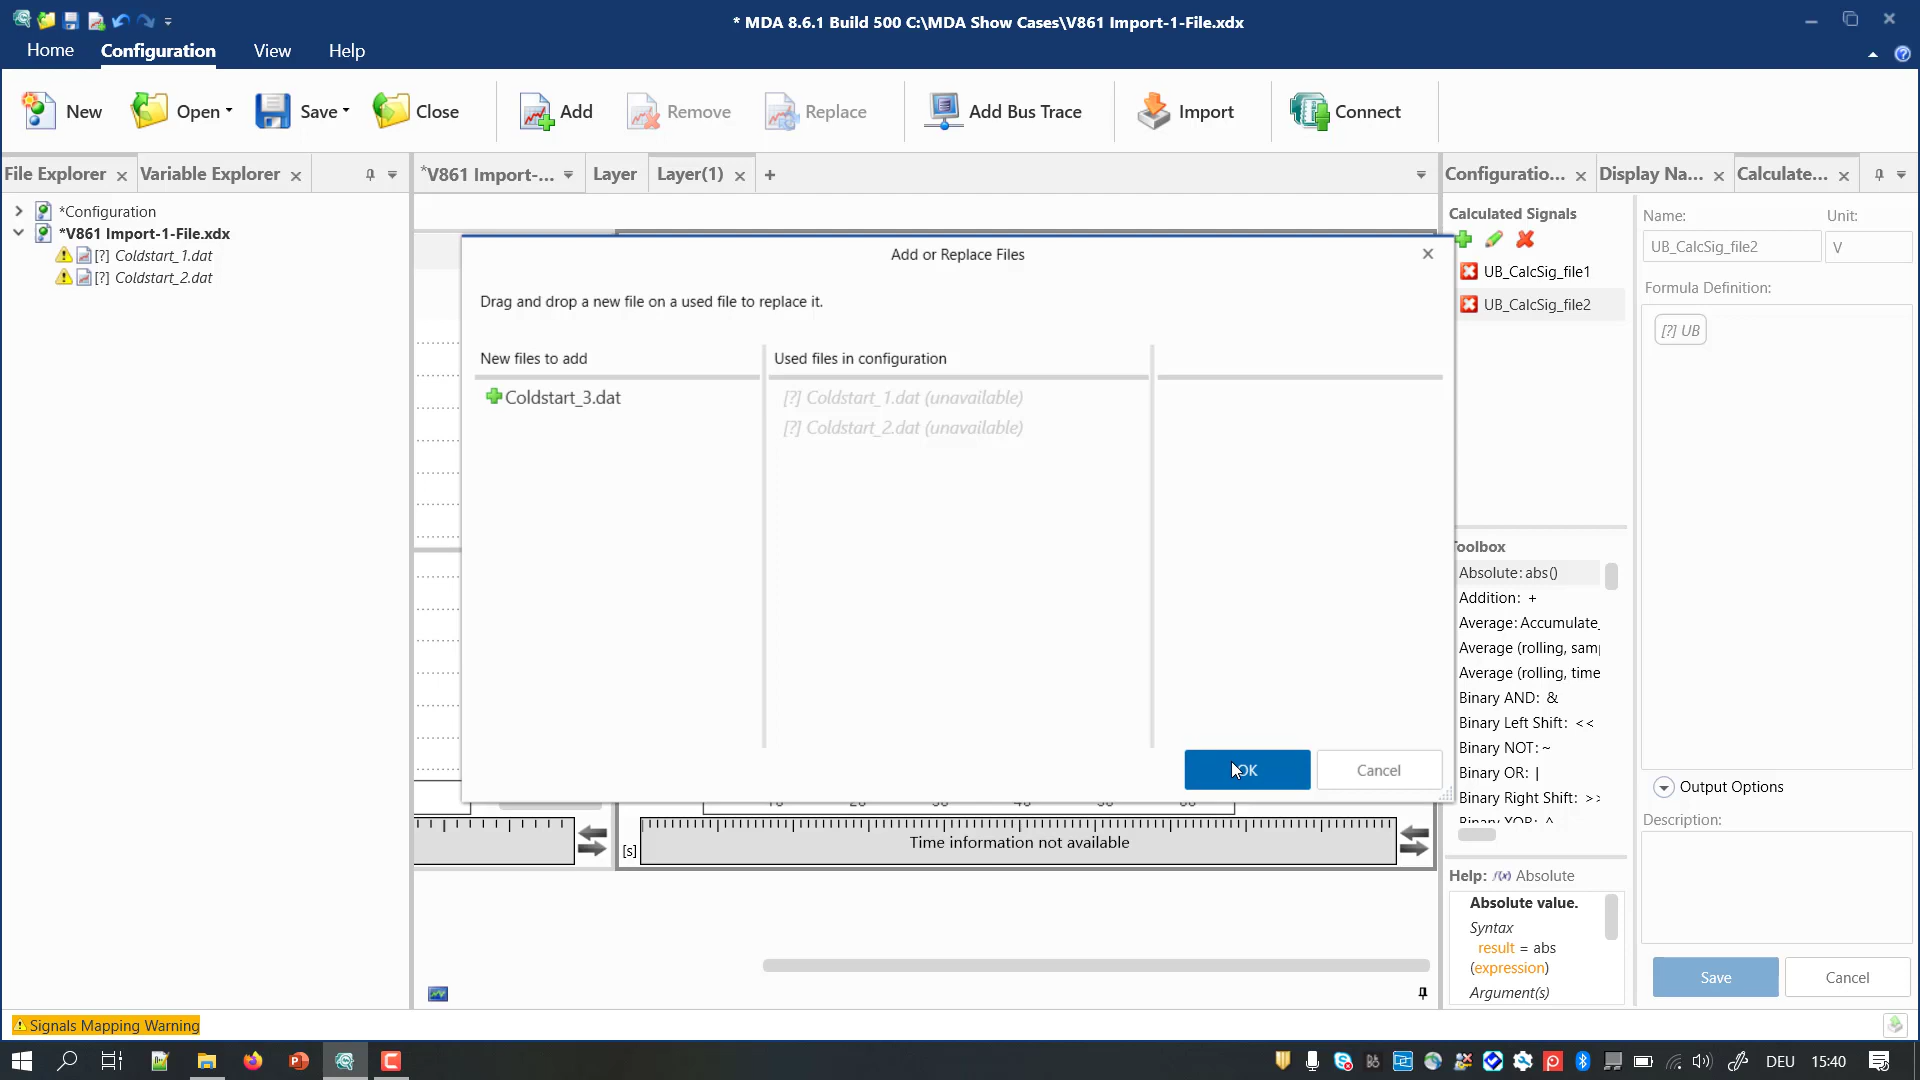 * MDA 8.6.1 Build 500 C:\MDA Show Cases\V861 Import-1-File.xdx
Home Configuration View Help
New Open Save Close Add Remove Replace Add Bus Trace Import Connect
File Explorer Variable Explorer
*V861 Import-... Layer Layer(1) +
Configuratio... Display Na... Calculate...
*Configuration
*V861 Import-1-File.xdx
[?] Coldstart_1.dat
[?] Coldstart_2.dat
Add or Replace Files
Drag and drop a new file on a used file to replace it.
New files to add
Used files in configuration
Coldstart_3.dat
[?] Coldstart_1.dat (unavailable)
[?] Coldstart_2.dat (unavailable)
OK Cancel
[s]
Time information not available
Calculated Signals
UB_CalcSig_file1
UB_CalcSig_file2
Toolbox
Absolute: abs()
Addition: +
Average: Accumulate_
Average (rolling, samp
Average (rolling, time
Binary AND: &
Binary Left Shift: <<
Binary NOT: ~
Binary OR: |
Binary Right Shift: >>
Binary XOR: ^
Help: f(x) Absolute
Absolute value.
Syntax
result = abs
(expression)
Argument(s)
Name: Unit:
UB_CalcSig_file2 V
Formula Definition:
[?] UB
Output Options
Description:
Save Cancel
Signals Mapping Warning
DEU 15:40